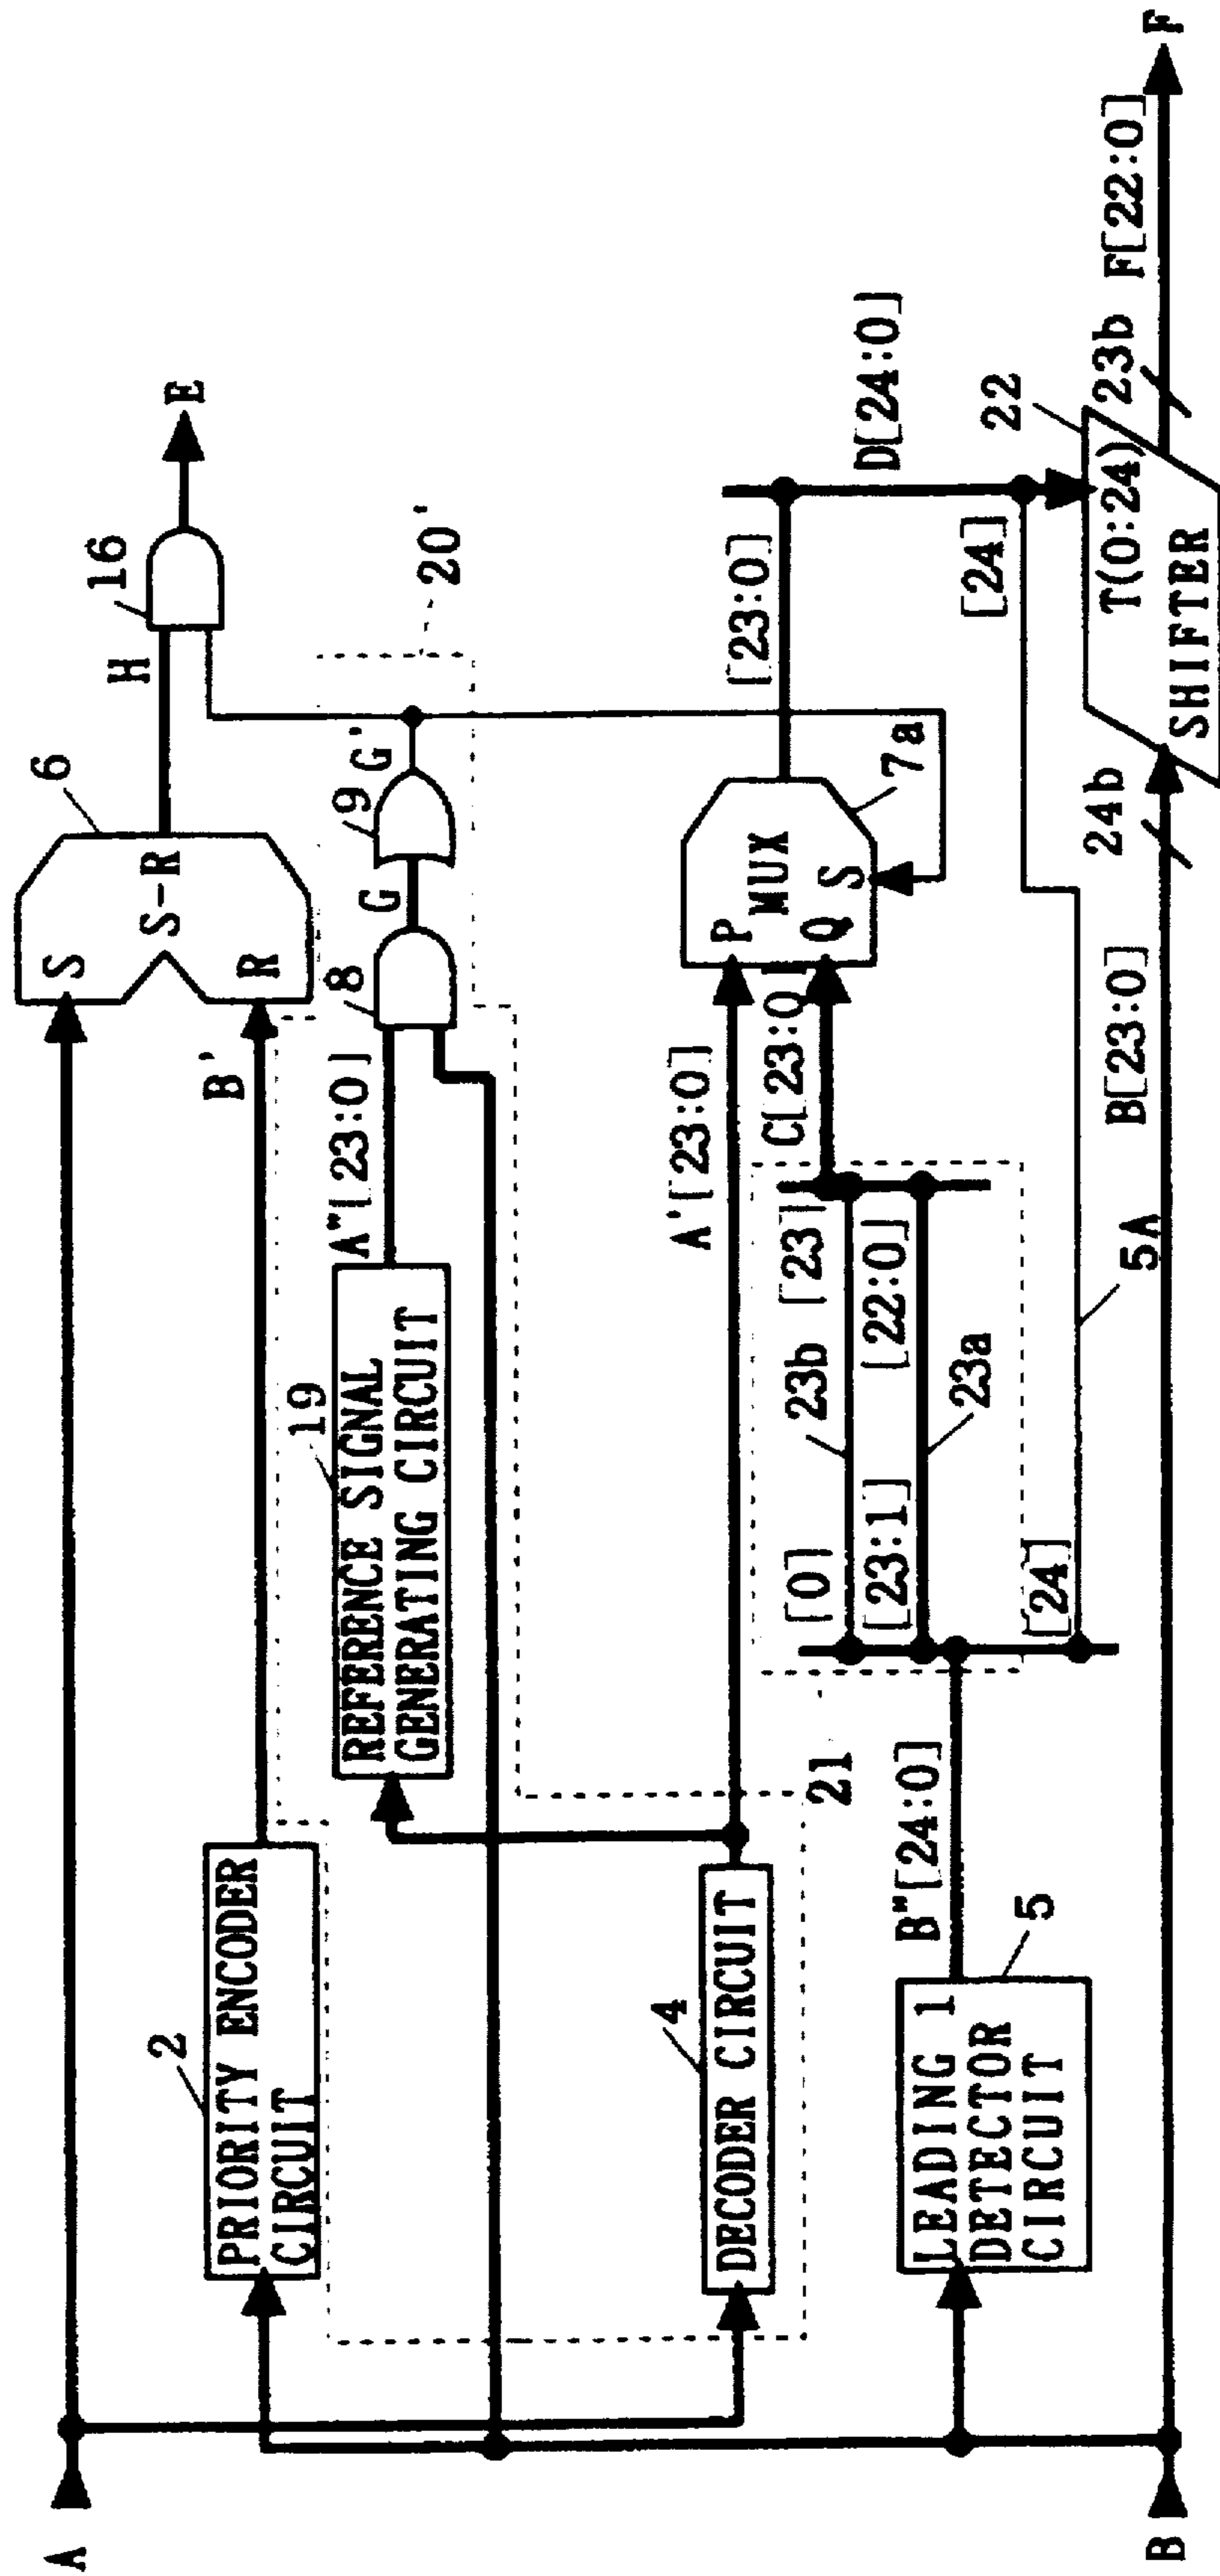 A
S
S-R
R
6
H
16
E
2
PRIORITY ENCODER
CIRCUIT
B'
19
REFERENCE SIGNAL
GENERATING CIRCUIT
A"[23:0]
8
G
9
G'
20'
4
DECODER CIRCUIT
A'[23:0]
P
MUX
Q
S
7a
[23:0]
D[24:0]
21
[0]
23b
[23]
C[23:0]
[23:1]
[22:0]
23a
LEADING 1
DETECTOR
CIRCUIT
5
B"[24:0]
[24]
5A
[24]
22
B
B[23:0]
24b
T(0:24)
SHIFTER
23b
F[22:0]
F